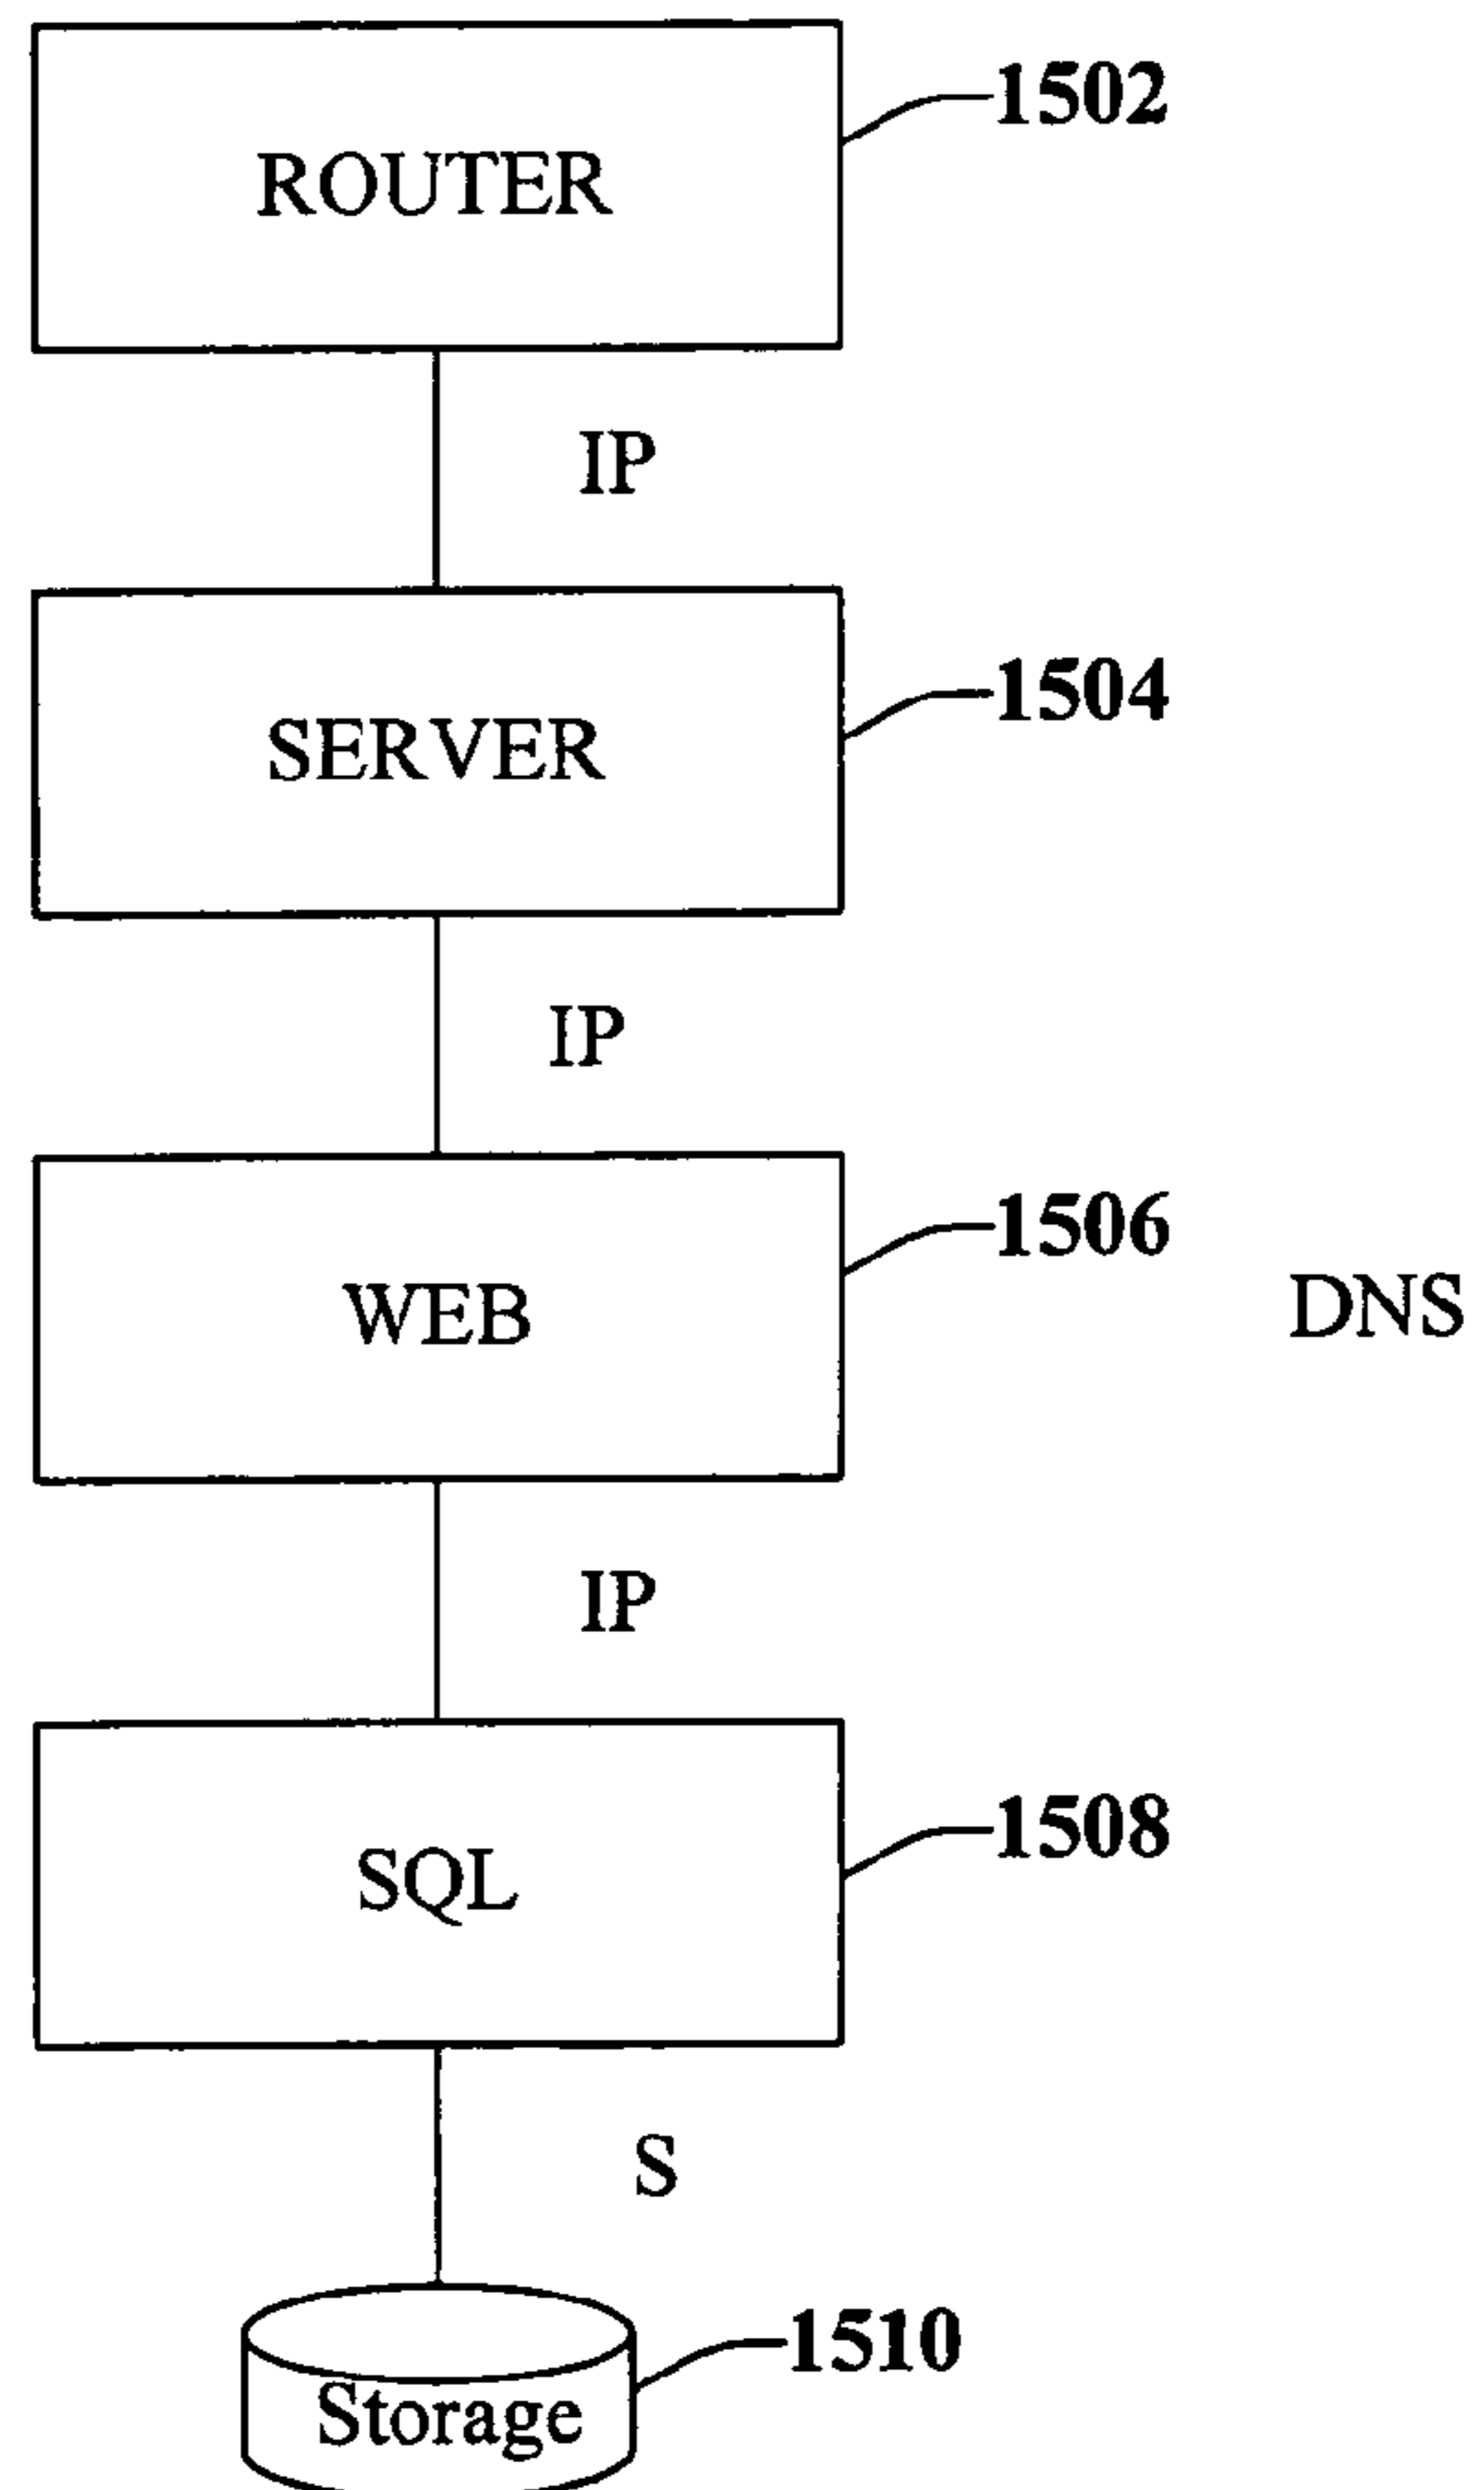 1502
ROUTER
IP
1504
SERVER
IP
1506
WEB
DNS
IP
1508
SQL
S
1510
Storage